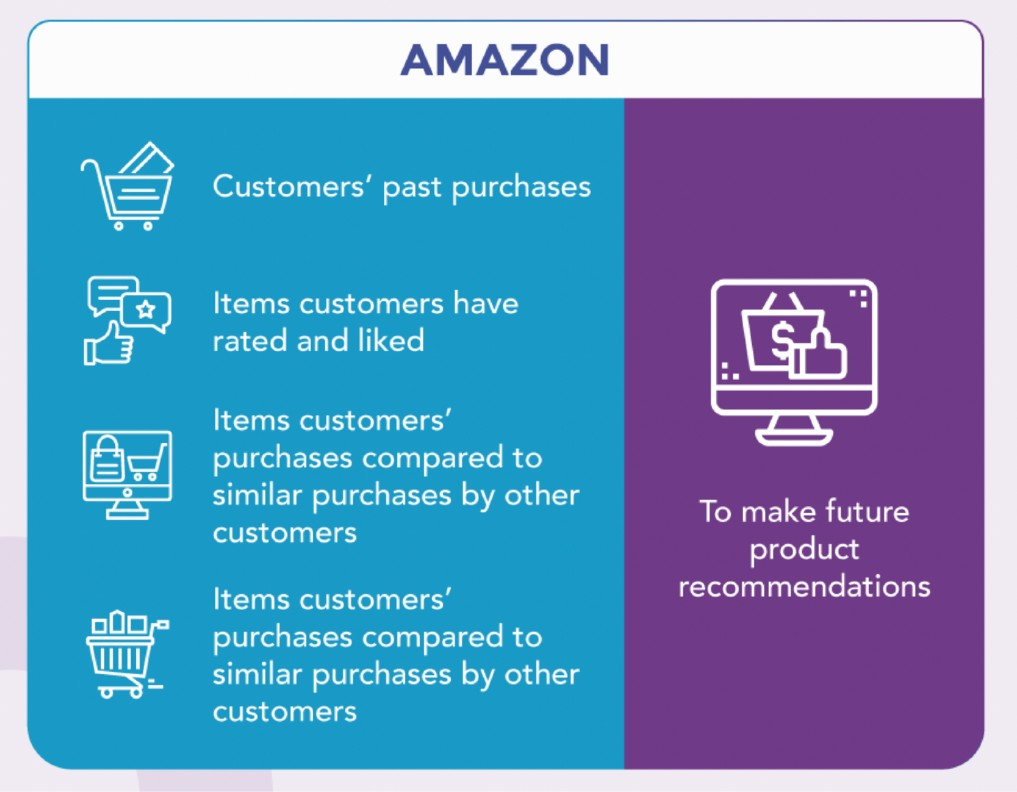 AMAZON
Customers’ past purchases
Items customers have
rated and liked
Items customers’
purchases compared to
similar purchases by other
customers
Items customers’
purchases compared to
similar purchases by other
customers
$
To make future
product
recommendations